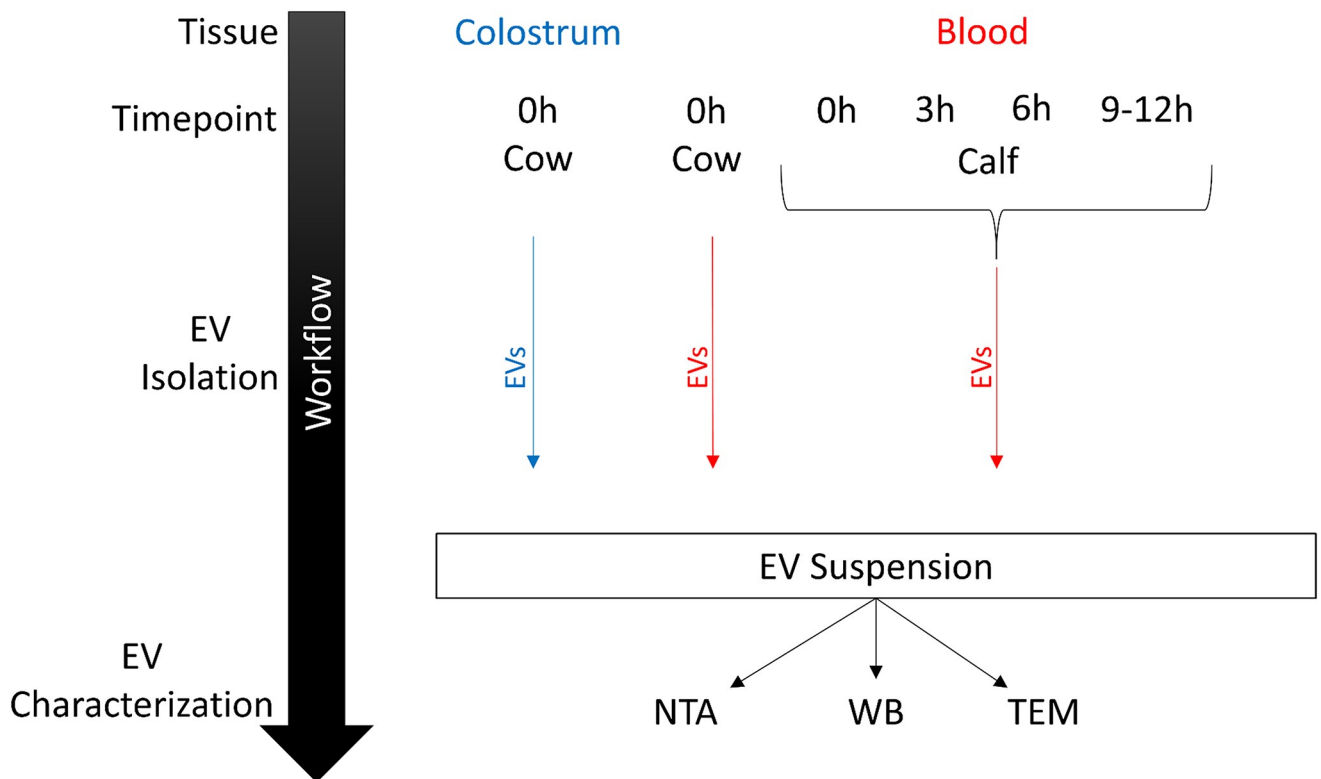 Tissue
Colostrum
Blood
Timepoint
0h
Cow
0h
Cow
0h 3h 6h 9-12h
Calf
EV
Isolation
Workflow
EVs
EVs
EVs
EV Suspension
EV
Characterization
NTA
WB
TEM